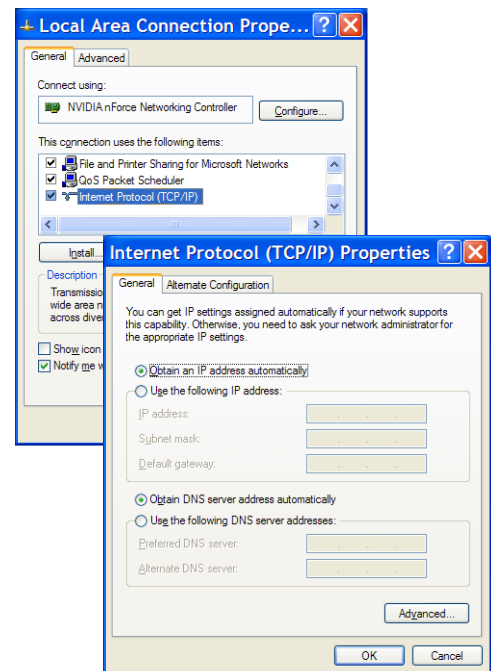 Local Area Connection Prope...
General Advanced
Connect using:
NVIDIA nForce Networking Controller Configure...
This connection uses the following items:
File and Printer Sharing for Microsoft Networks
QoS Packet Scheduler
Internet Protocol (TCP/IP)
Install...
Description
Transmissio
wide area n
across diver
Show icon
Notify me w
Internet Protocol (TCP/IP) Properties
General Alternate Configuration
You can get IP settings assigned automatically if your network supports
this capability. Otherwise, you need to ask your network administrator for
the appropriate IP settings.
Obtain an IP address automatically
Use the following IP address:
IP address:
Subnet mask:
Default gateway:
Obtain DNS server address automatically
Use the following DNS server addresses:
Preferred DNS server:
Alternate DNS server:
Advanced...
OK Cancel